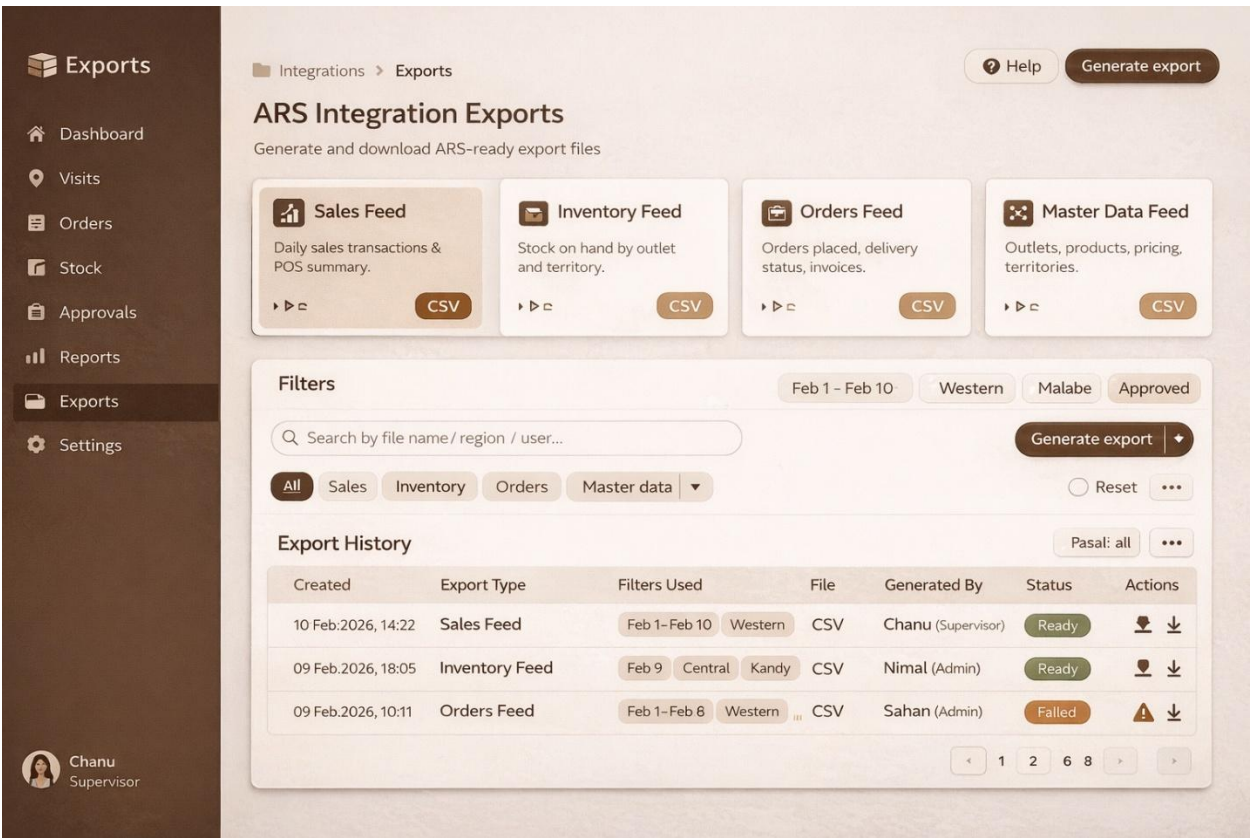 Exports
Dashboard
Visits
Orders
Stock
Approvals
Reports
Exports
Settings
Chanu
Supervisor
Integrations > Exports
? Help
Generate export
ARS Integration Exports
Generate and download ARS-ready export files
Sales Feed
Daily sales transactions &
POS summary.
CSV
Inventory Feed
Stock on hand by outlet
and territory.
CSV
Orders Feed
Orders placed, delivery
status, invoices.
CSV
Master Data Feed
Outlets, products, pricing,
territories.
CSV
Filters
Feb 1 - Feb 10
Western
Malabe
Approved
Search by file name / region / user...
Generate export
All Sales Inventory Orders Master data
Reset ...
Export History
Pasal: all ...
Created Export Type Filters Used File Generated By Status Actions
10 Feb:2026, 14:22 Sales Feed Feb 1-Feb 10 Western CSV Chanu (Supervisor) Ready
09 Feb.2026, 18:05 Inventory Feed Feb 9 Central Kandy CSV Nimal (Admin) Ready
09 Feb.2026, 10:11 Orders Feed Feb 1-Feb 8 Western CSV Sahan (Admin) Falled
1 2 6 8